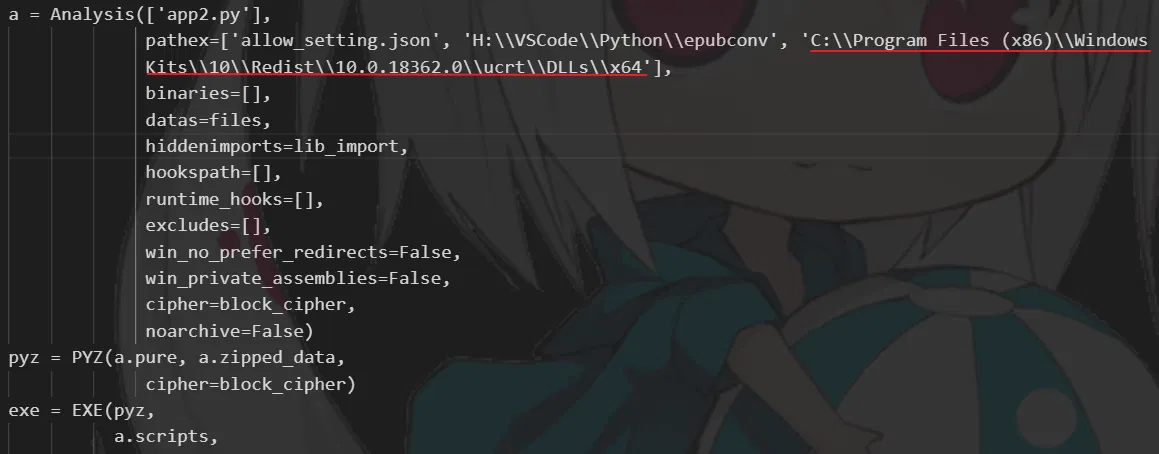 a = Analysis(['app2.py'],
pathex=['allow_setting.json', 'H:\\VSCode\\Python\\epubconv', 'C:\\Program Files (x86)\\Windows
Kits\\10\\Redist\\10.0.18362.0\\ucrt\\DLLs\\x64'],
binaries=[],
datas=files,
hiddenimports=lib_import,
hookspath=[],
runtime_hooks=[],
excludes=[],
win_no_prefer_redirects=False,
win_private_assemblies=False,
cipher=block_cipher,
noarchive=False)
pyz = PYZ(a.pure, a.zipped_data,
cipher=block_cipher)
exe = EXE(pyz,
a.scripts,